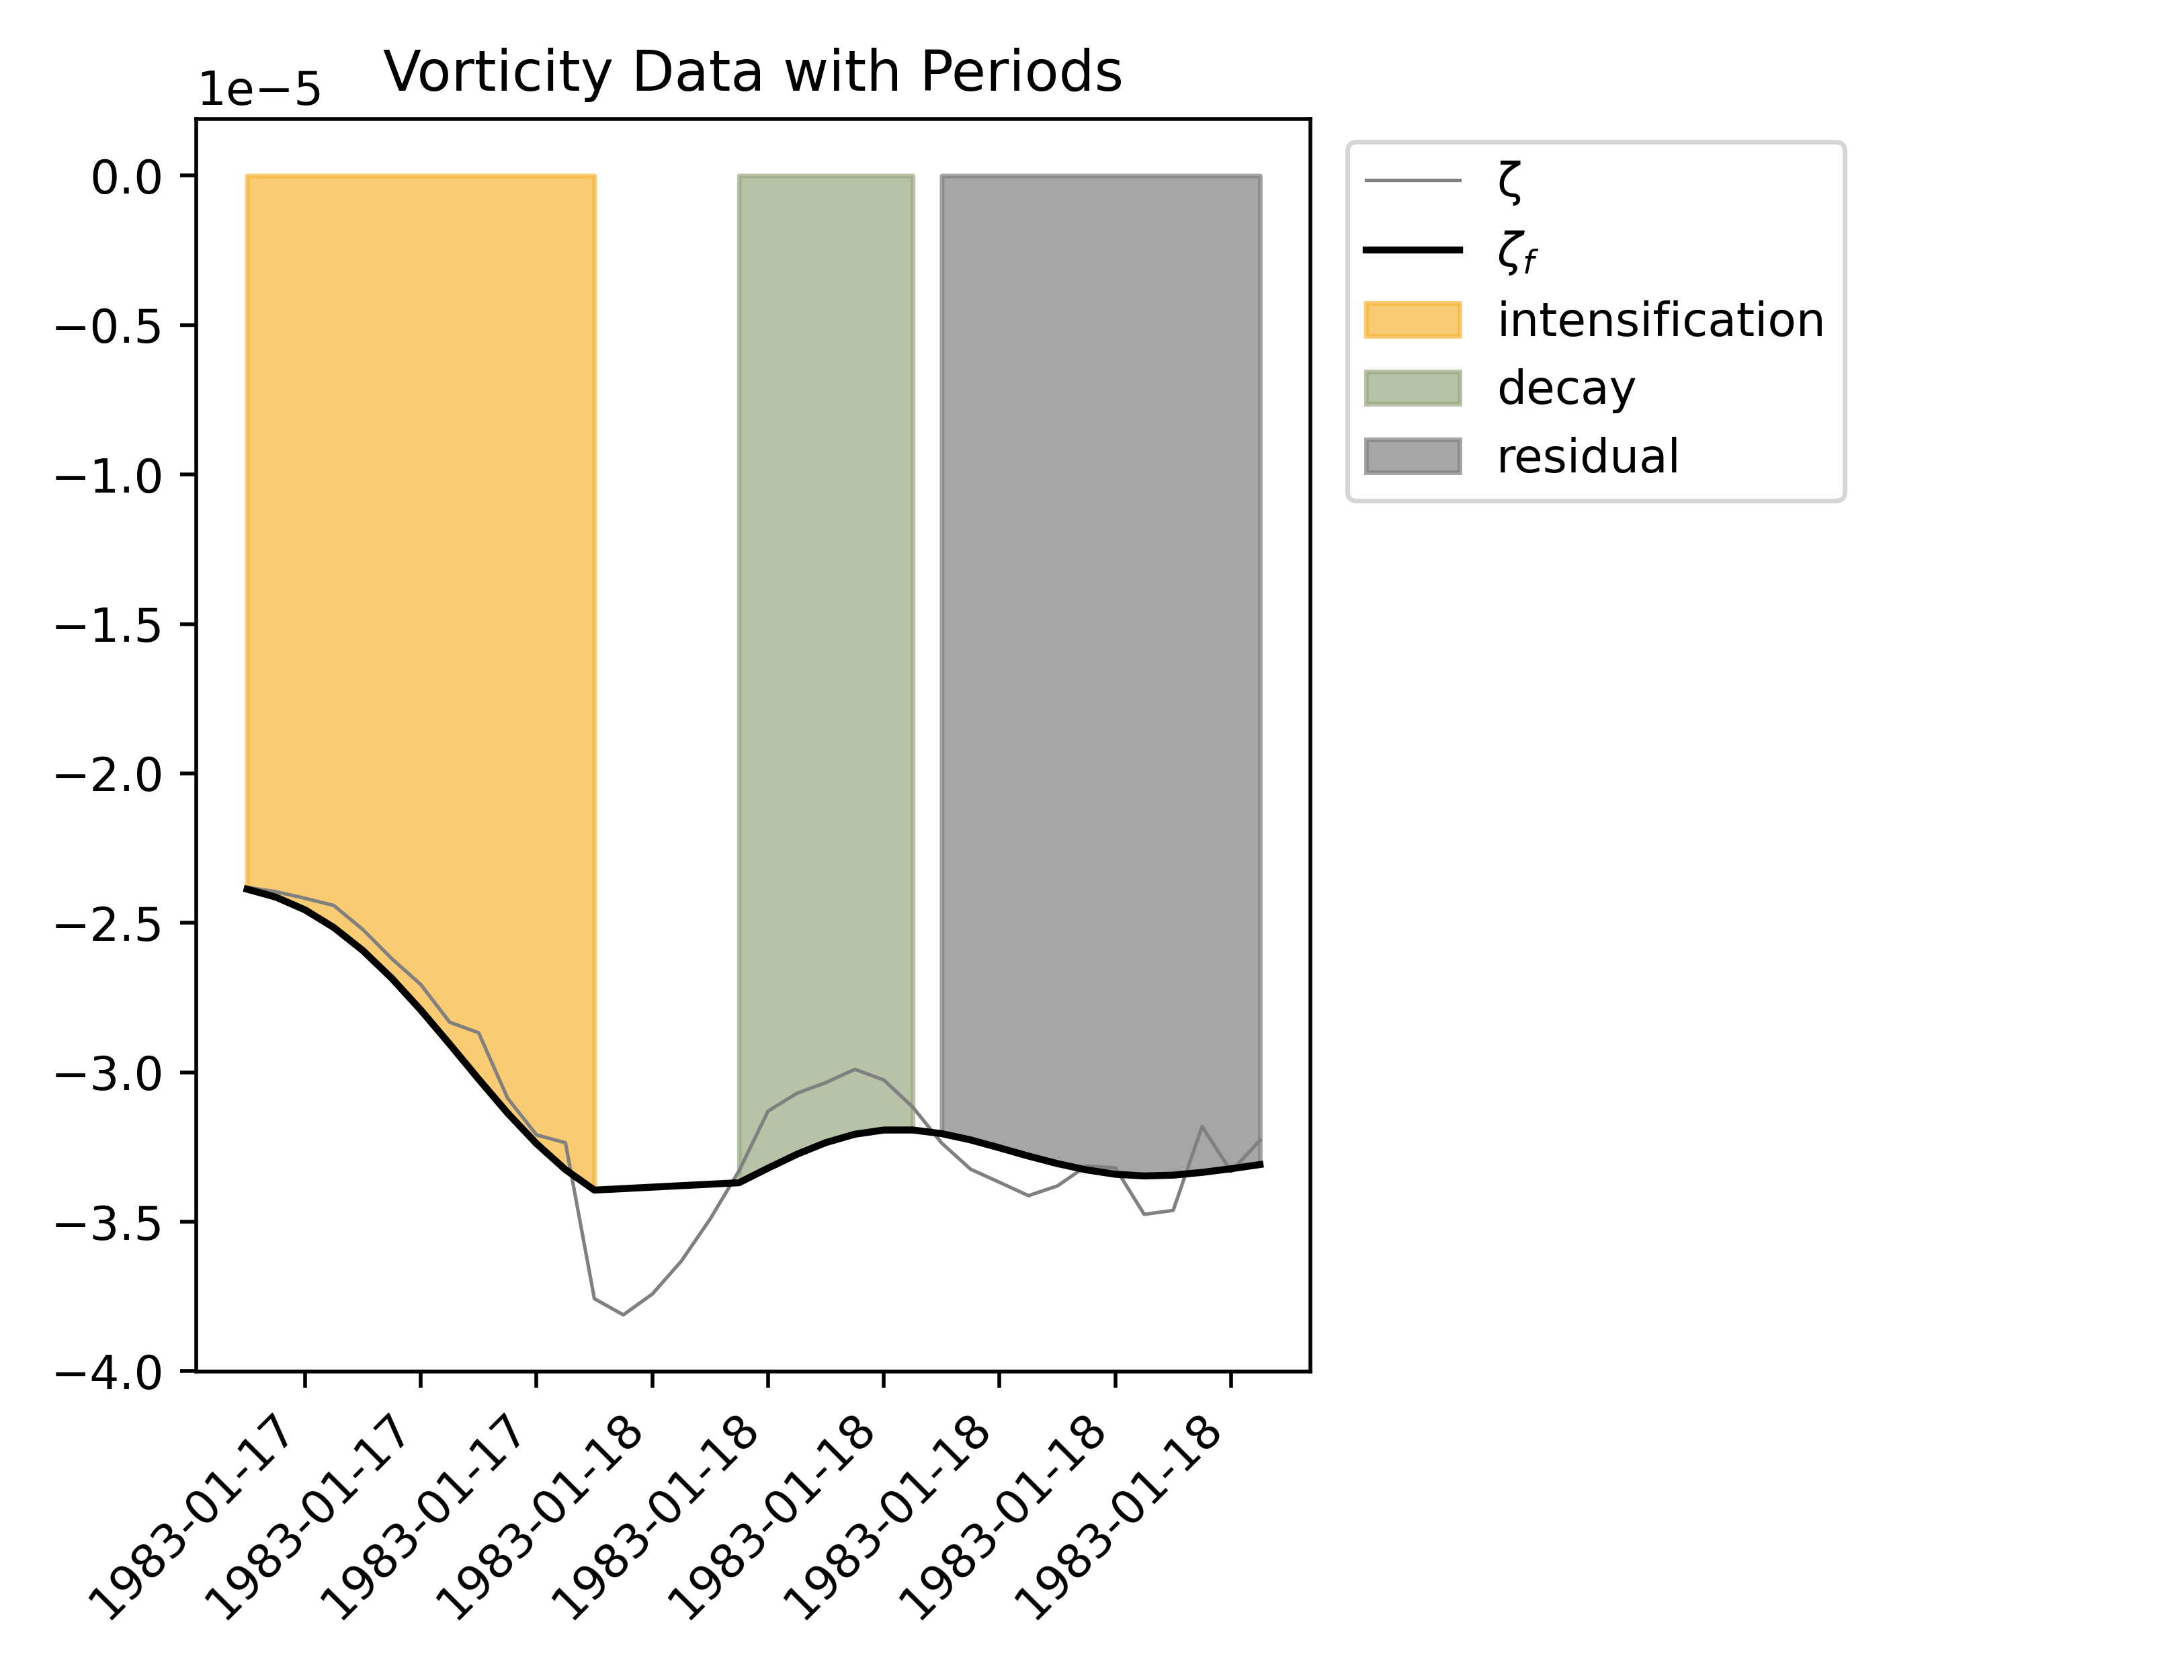 Vorticity Data with Periods
1e−5
0.0
−0.5
−1.0
−1.5
−2.0
−2.5
−3.0
−3.5
−4.0
1983-01-17
1983-01-17
1983-01-17
1983-01-18
1983-01-18
1983-01-18
1983-01-18
1983-01-18
1983-01-18
ζ
ζf
intensification
decay
residual